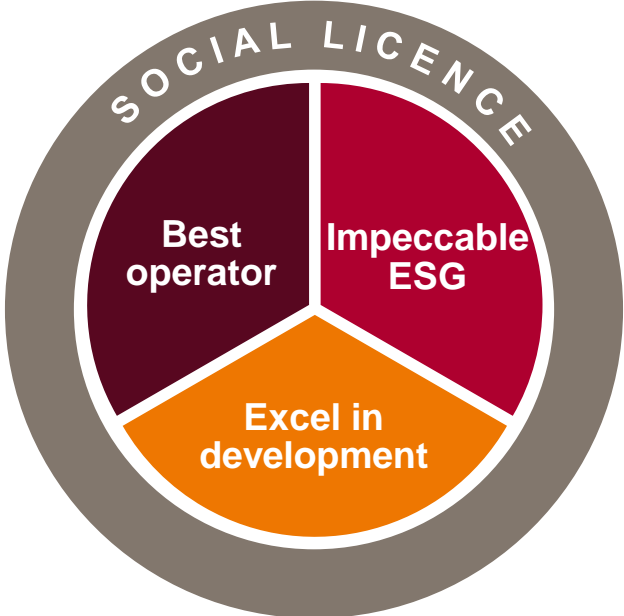 SOCIAL LICENCE
Best
operator
Impeccable
ESG
Excel in
development